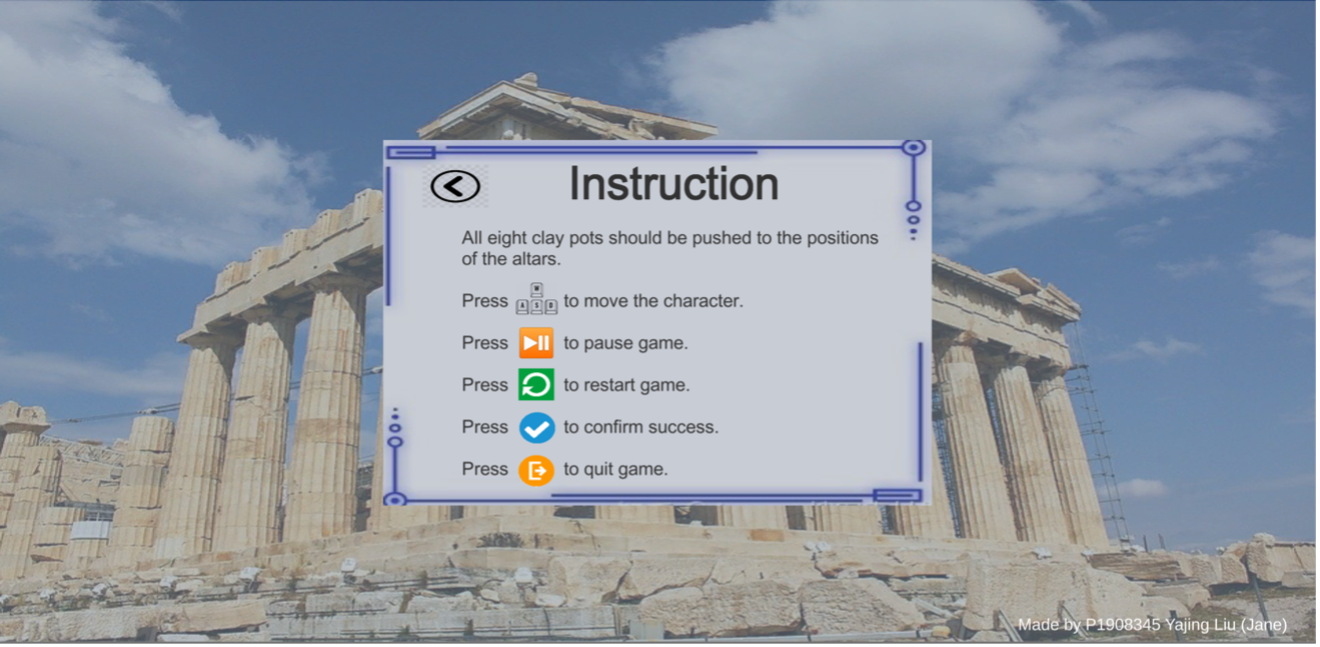 Instruction
All eight clay pots should be pushed to the positions
of the altars.
W
Press A S D to move the character.
Press to pause game.
Press to restart game.
Press to confirm success.
Press to quit game.
Made by P1908345 Yajing Liu (Jane)